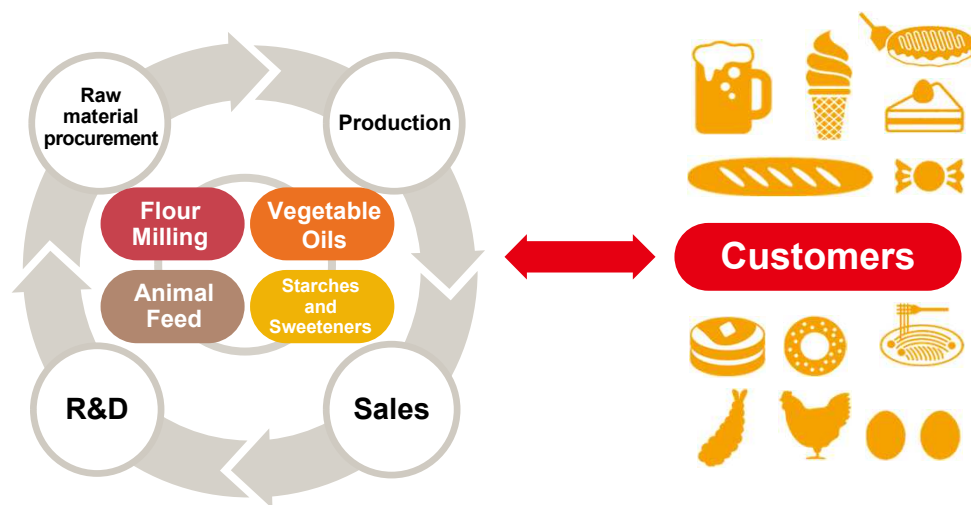 Raw
material
procurement
Production
Flour
Milling
Vegetable
Oils
Animal
Feed
Starches
and
Sweeteners
Customers
R&D
Sales